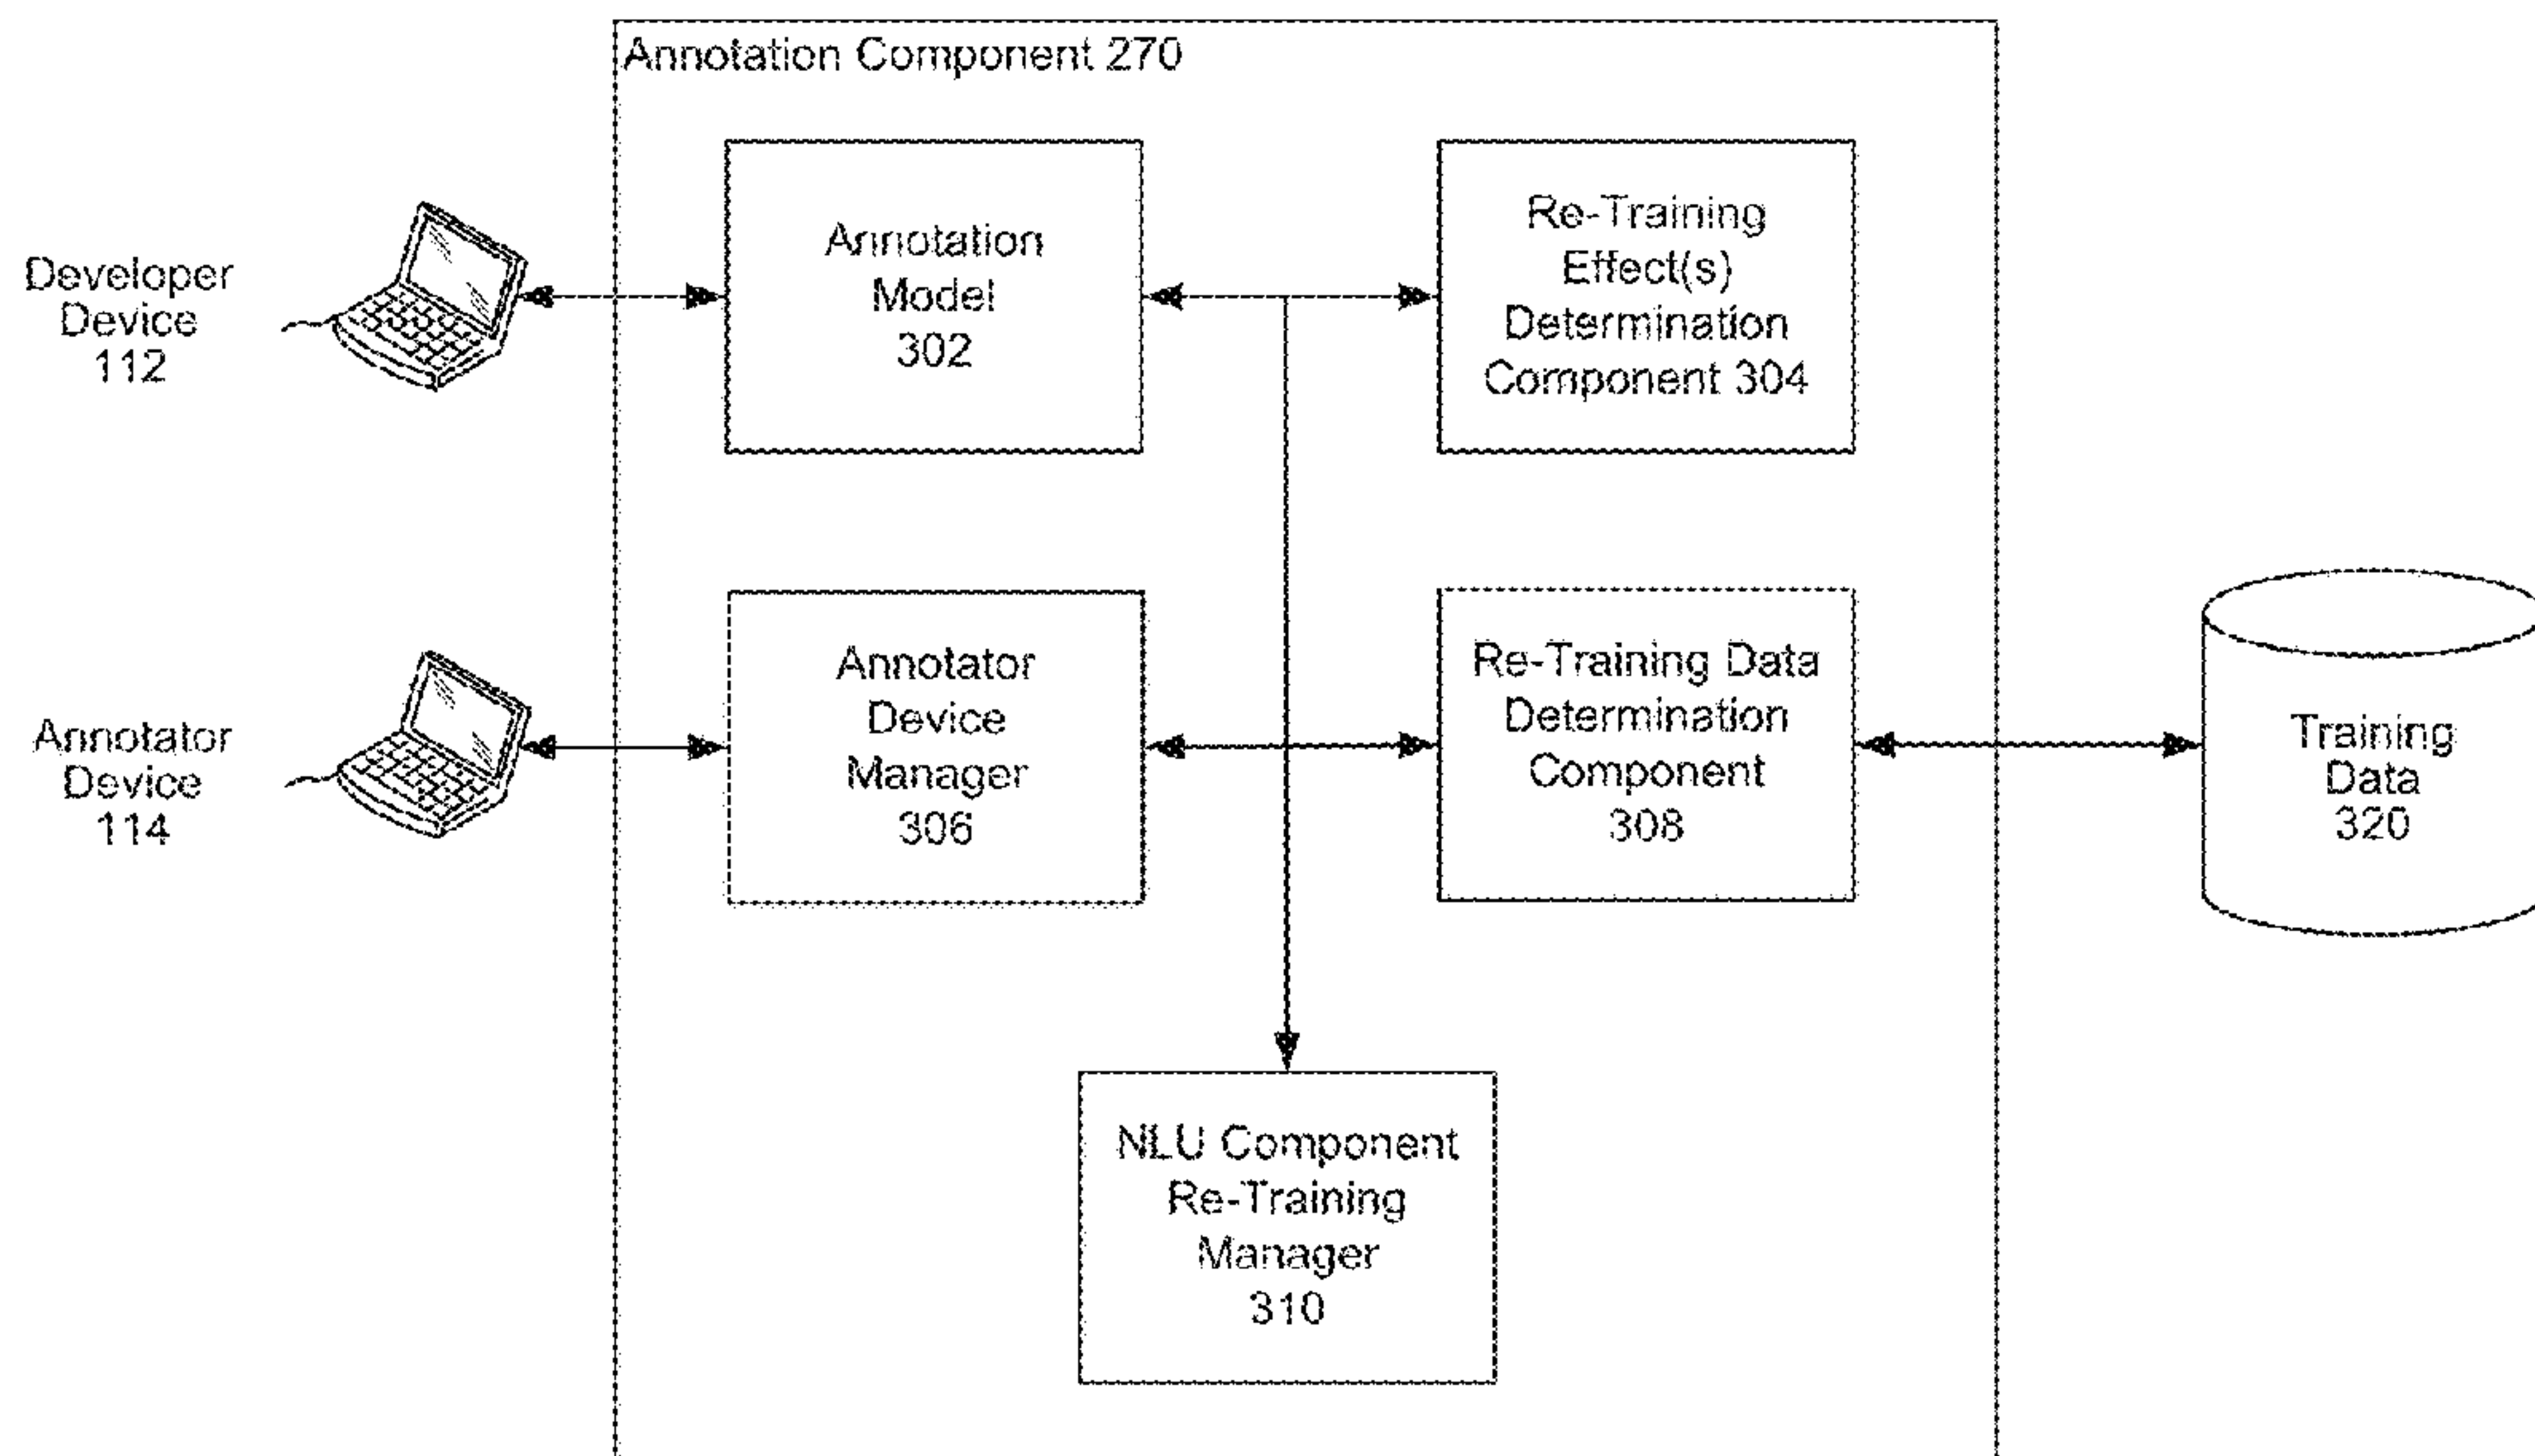 Annotation Component 270
Developer
Device
112
Annotation
Model
302
Re-Training
Effect(s)
Determination
Component 304
Annotator
Device
114
Annotator
Device
Manager
306
Re-Training Data
Determination
Component
308
Training
Data
320
NLU Component
Re-Training
Manager
310